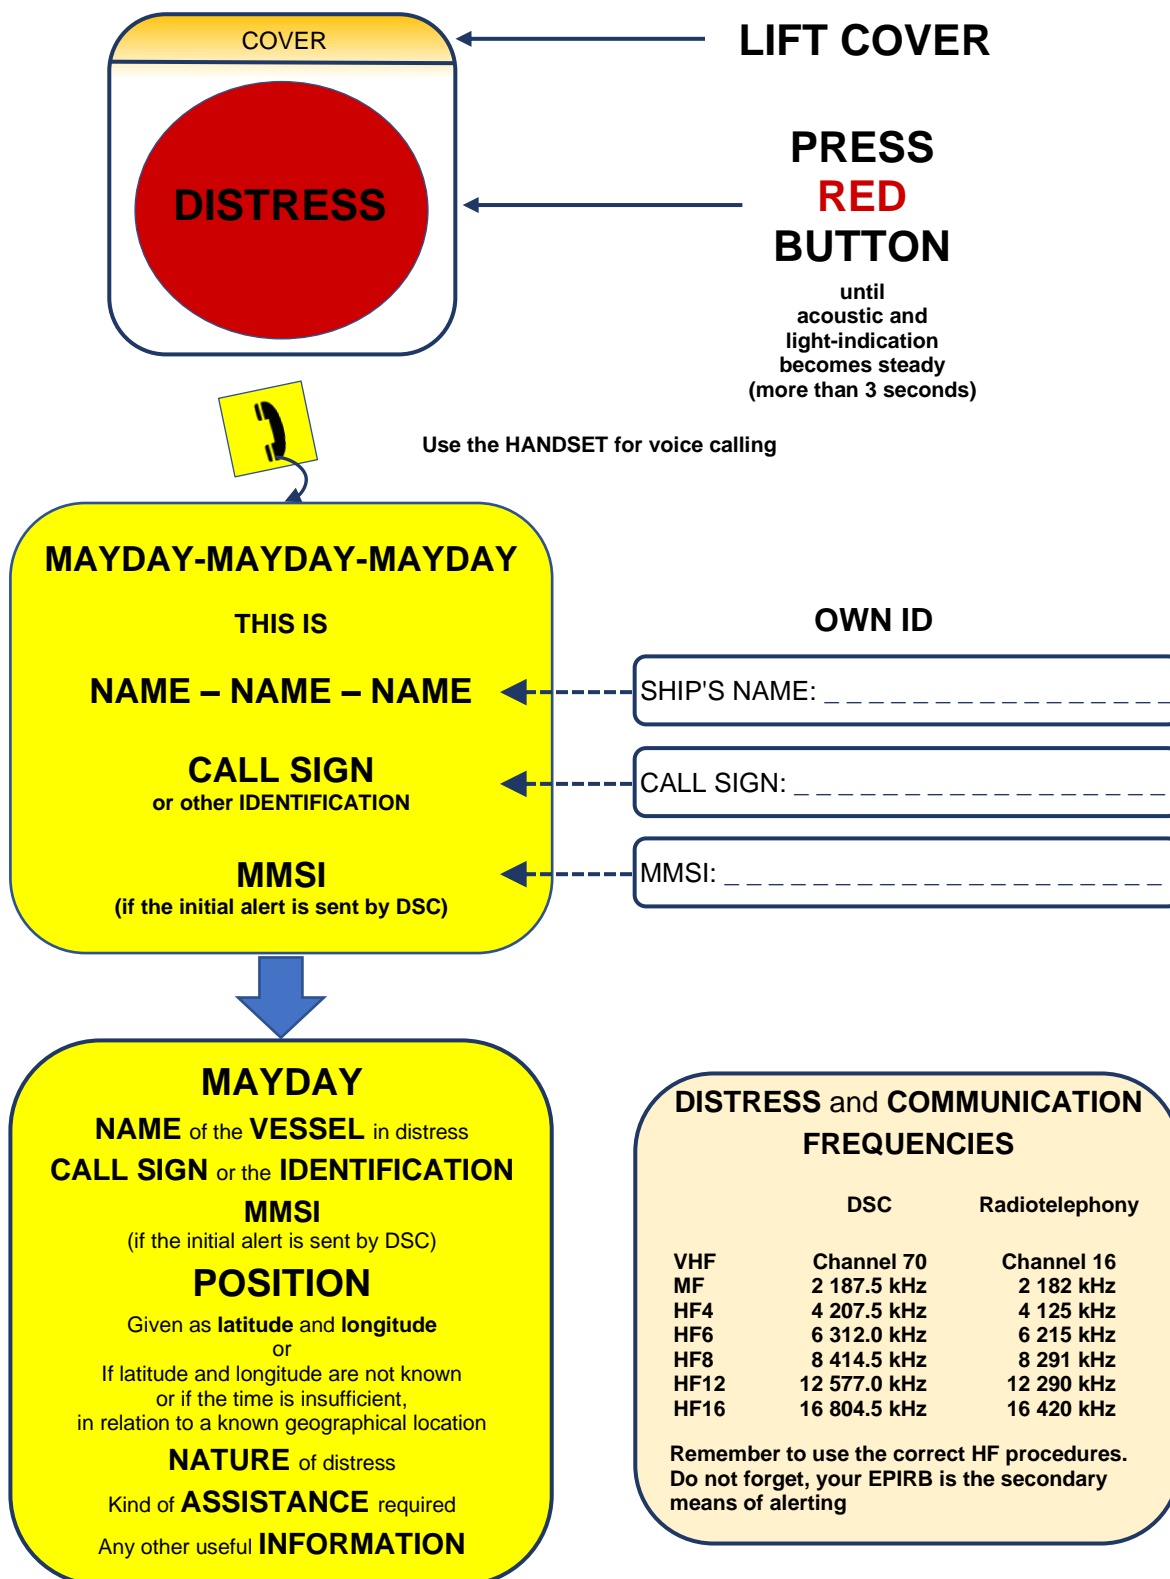 COVER
LIFT COVER
DISTRESS
PRESS
RED
BUTTON
until
acoustic and
light-indication
becomes steady
(more than 3 seconds)
Use the HANDSET for voice calling
MAYDAY-MAYDAY-MAYDAY
THIS IS
NAME – NAME – NAME
CALL SIGN
or other IDENTIFICATION
MMSI
(if the initial alert is sent by DSC)
OWN ID
SHIP'S NAME: _ _ _ _ _ _ _ _ _ _ _ _ _ _ _ _
CALL SIGN: _ _ _ _ _ _ _ _ _ _ _ _ _ _ _ _ _
MMSI: _ _ _ _ _ _ _ _ _ _ _ _ _ _ _ _ _ _ _ _
MAYDAY
NAME of the VESSEL in distress
CALL SIGN or the IDENTIFICATION
MMSI
(if the initial alert is sent by DSC)
POSITION
Given as latitude and longitude
or
If latitude and longitude are not known
or if the time is insufficient,
in relation to a known geographical location
NATURE of distress
Kind of ASSISTANCE required
Any other useful INFORMATION
DISTRESS and COMMUNICATION
FREQUENCIES
DSC Radiotelephony
VHF Channel 70 Channel 16
MF 2 187.5 kHz 2 182 kHz
HF4 4 207.5 kHz 4 125 kHz
HF6 6 312.0 kHz 6 215 kHz
HF8 8 414.5 kHz 8 291 kHz
HF12 12 577.0 kHz 12 290 kHz
HF16 16 804.5 kHz 16 420 kHz
Remember to use the correct HF procedures.
Do not forget, your EPIRB is the secondary
means of alerting